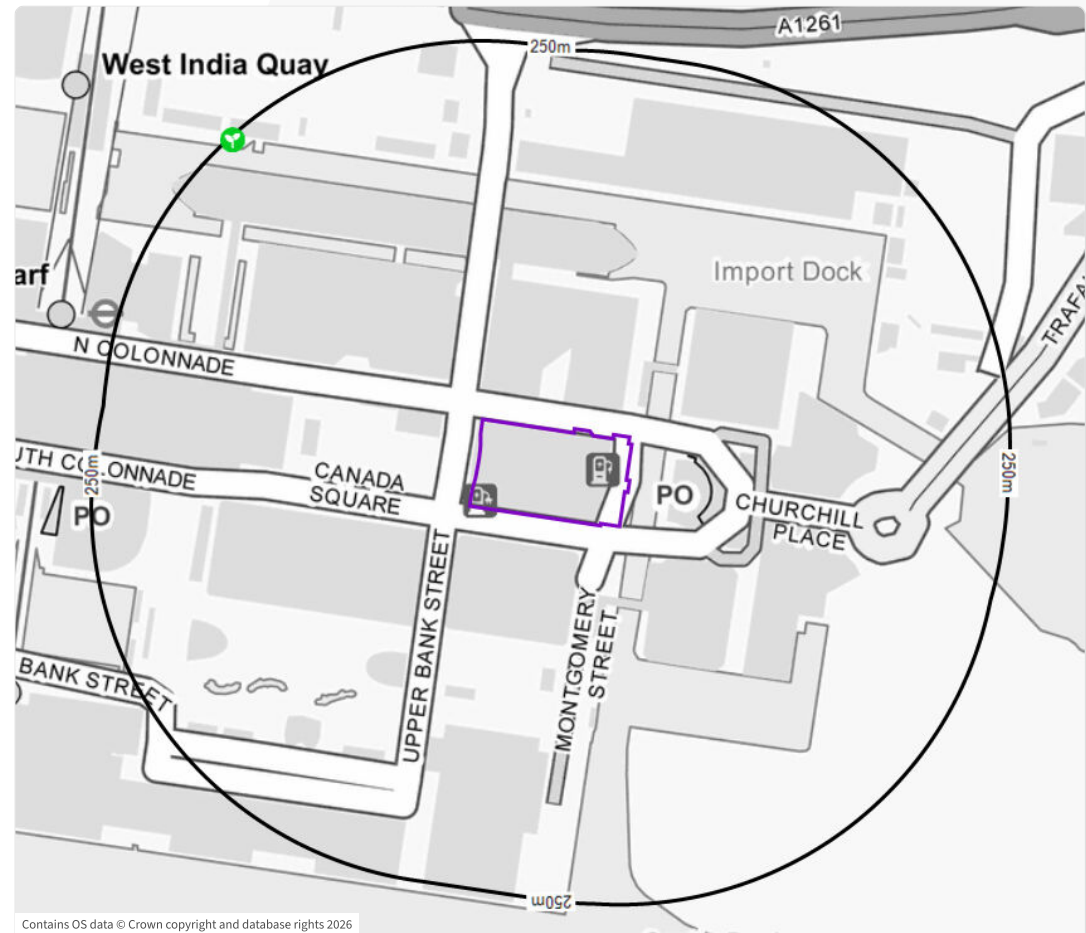 A1261
250m
West India Quay
Import Dock
arf
TRAFA
N COLONNADE
UTH COLONNADE
250m
CANADA
SQUARE
250m
PO
PO
CHURCHILL
PLACE
UPPER BANK STREET
MONTGOMERY
STREET
BANK STREET
250m
Contains OS data © Crown copyright and database rights 2026